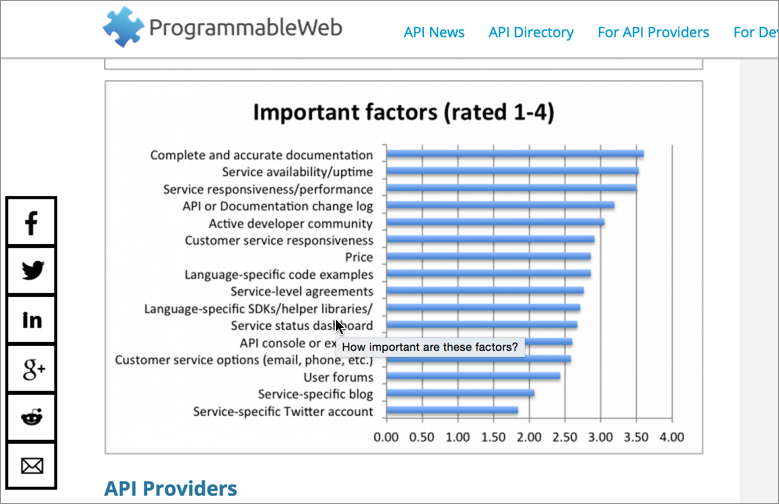 ProgrammableWeb
API News API Directory For API Providers For De
Important factors (rated 1-4)
Complete and accurate documentation
Service availability/uptime
Service responsiveness/performance
API or Documentation change log
Active developer community
Customer service responsiveness
Price
Language-specific code examples
Service-level agreements
Language-specific SDKs/helper libraries/
Service status dashboard
API console or ex
How important are these factors?
Customer service options (email, phone, etc.)
User forums
Service-specific blog
Service-specific Twitter account
0.00 0.50 1.00 1.50 2.00 2.50 3.00 3.50 4.00
f
in
g+
API Providers